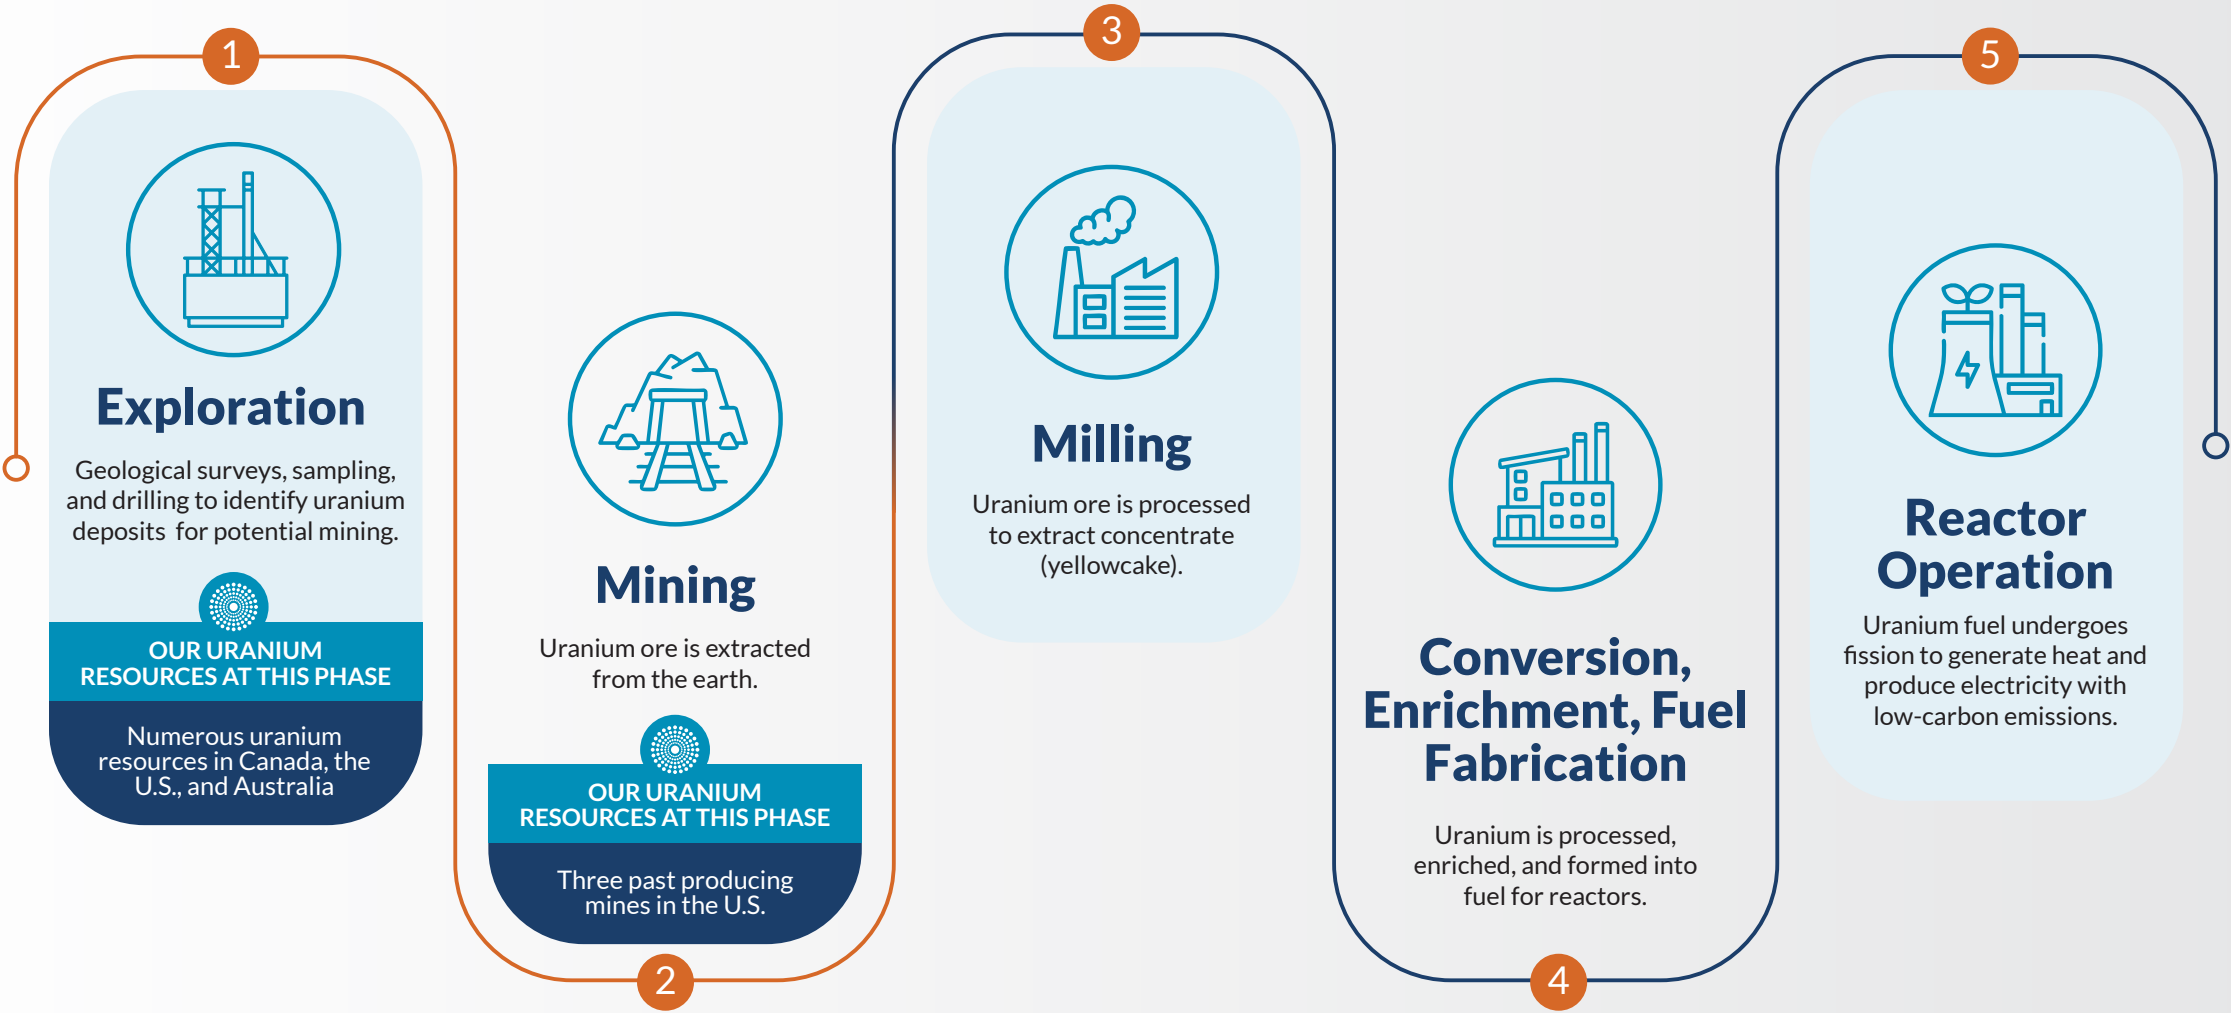 1
Exploration
Geological surveys, sampling,
and drilling to identify uranium
deposits for potential mining.
OUR URANIUM
RESOURCES AT THIS PHASE
Numerous uranium
resources in Canada, the
U.S., and Australia
2
Mining
Uranium ore is extracted
from the earth.
OUR URANIUM
RESOURCES AT THIS PHASE
Three past producing
mines in the U.S.
3
Milling
Uranium ore is processed
to extract concentrate
(yellowcake).
4
Conversion,
Enrichment, Fuel
Fabrication
Uranium is processed,
enriched, and formed into
fuel for reactors.
5
Reactor
Operation
Uranium fuel undergoes
fission to generate heat and
produce electricity with
low-carbon emissions.